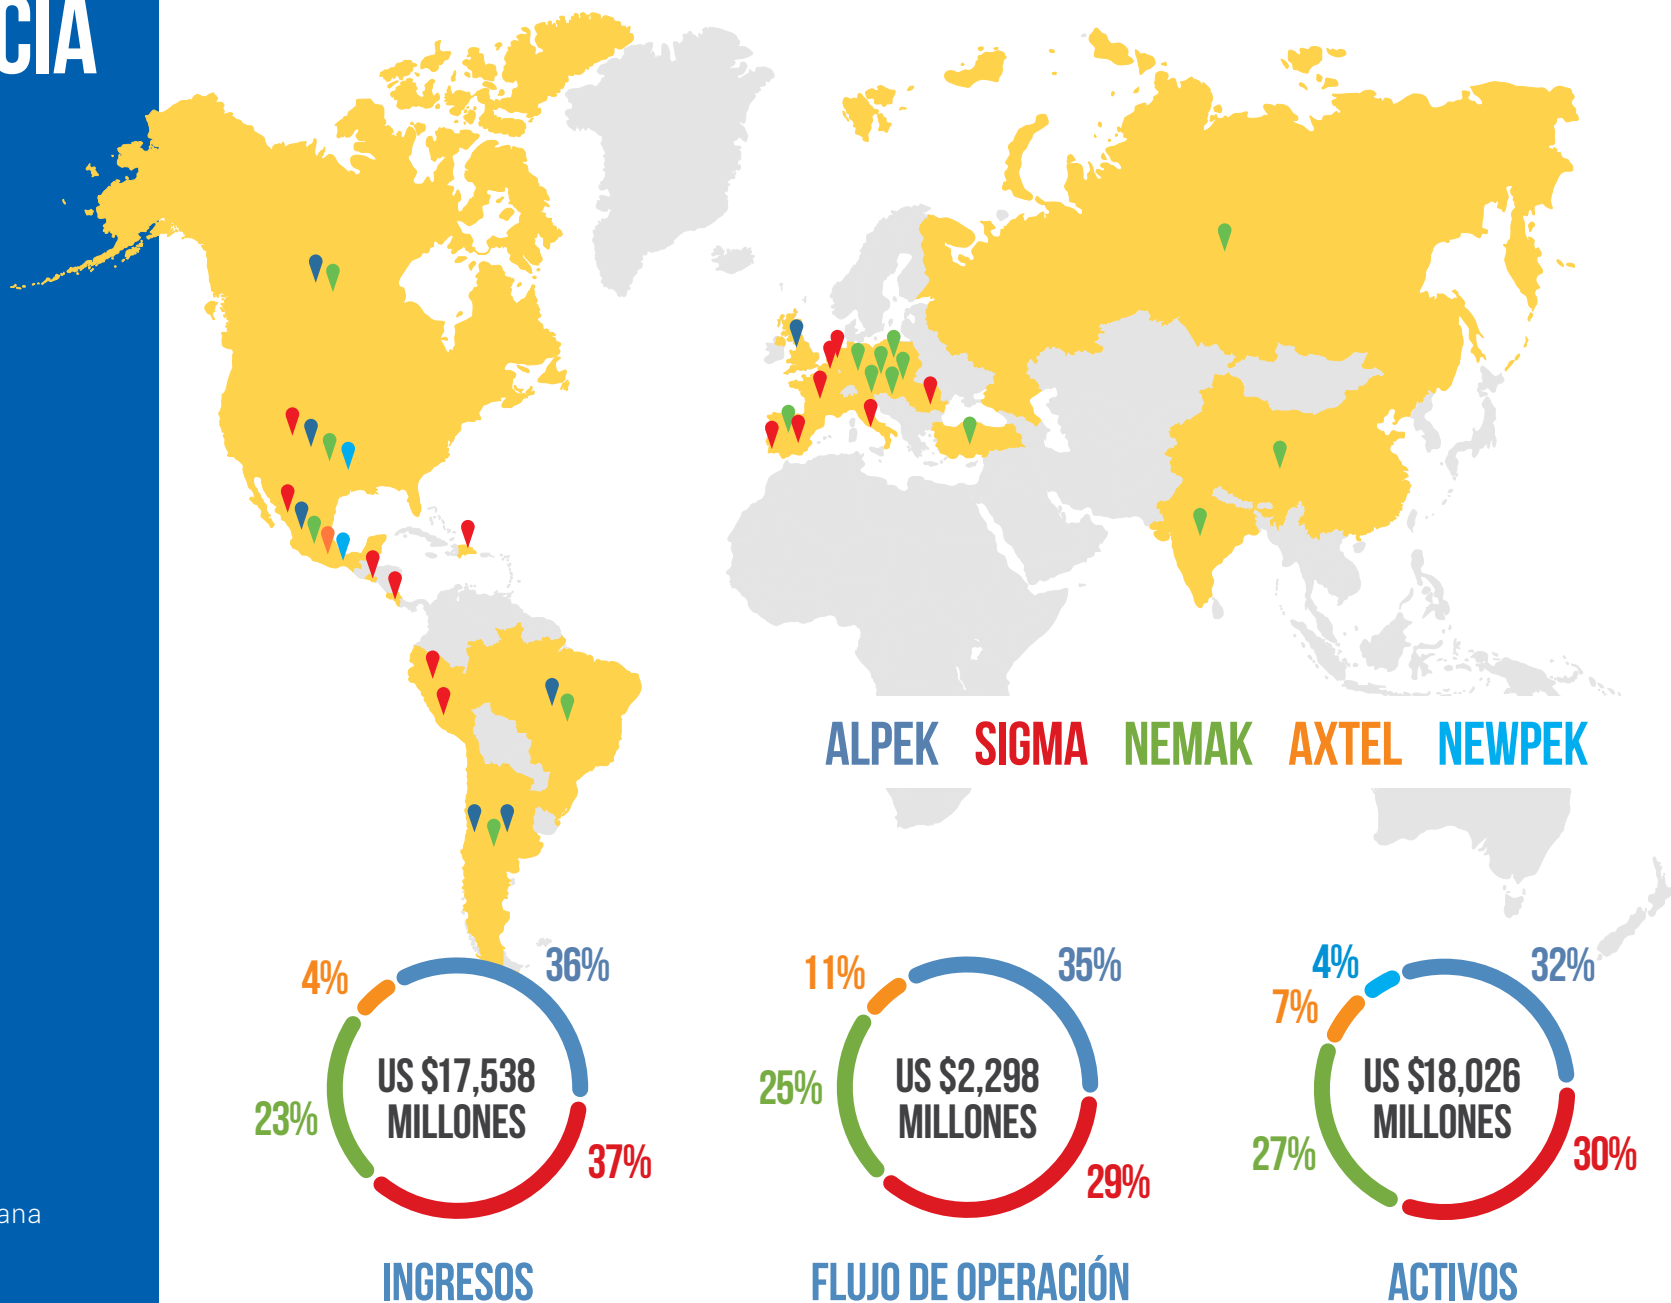 CIA
ALPEK SIGMA NEMAK AXTEL NEWPEK
4%
36%
23%
37%
US $17,538
MILLONES
INGRESOS
11%
35%
25%
29%
US $2,298
MILLONES
FLUJO DE OPERACIÓN
4%
7%
32%
27%
30%
US $18,026
MILLONES
ACTIVOS
ana